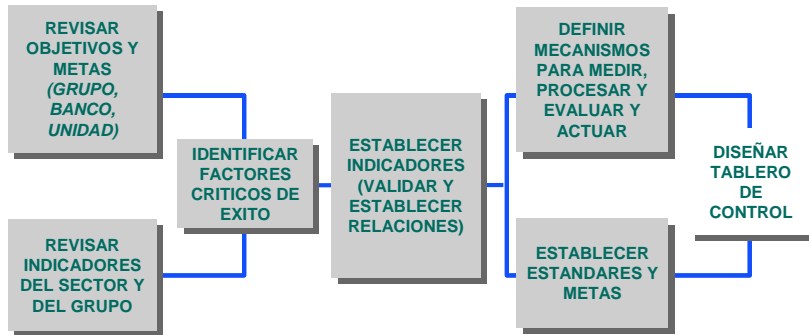 REVISAR
OBJETIVOS Y
METAS
(GRUPO,
BANCO,
UNIDAD)
REVISAR
INDICADORES
DEL SECTOR Y
DEL GRUPO
IDENTIFICAR
FACTORES
CRITICOS DE
EXITO
ESTABLECER
INDICADORES
(VALIDAR Y
ESTABLECER
RELACIONES)
DEFINIR
MECANISMOS
PARA MEDIR,
PROCESAR Y
EVALUAR Y
ACTUAR
ESTABLECER
ESTANDARES Y
METAS
DISEÑAR
TABLERO
DE
CONTROL